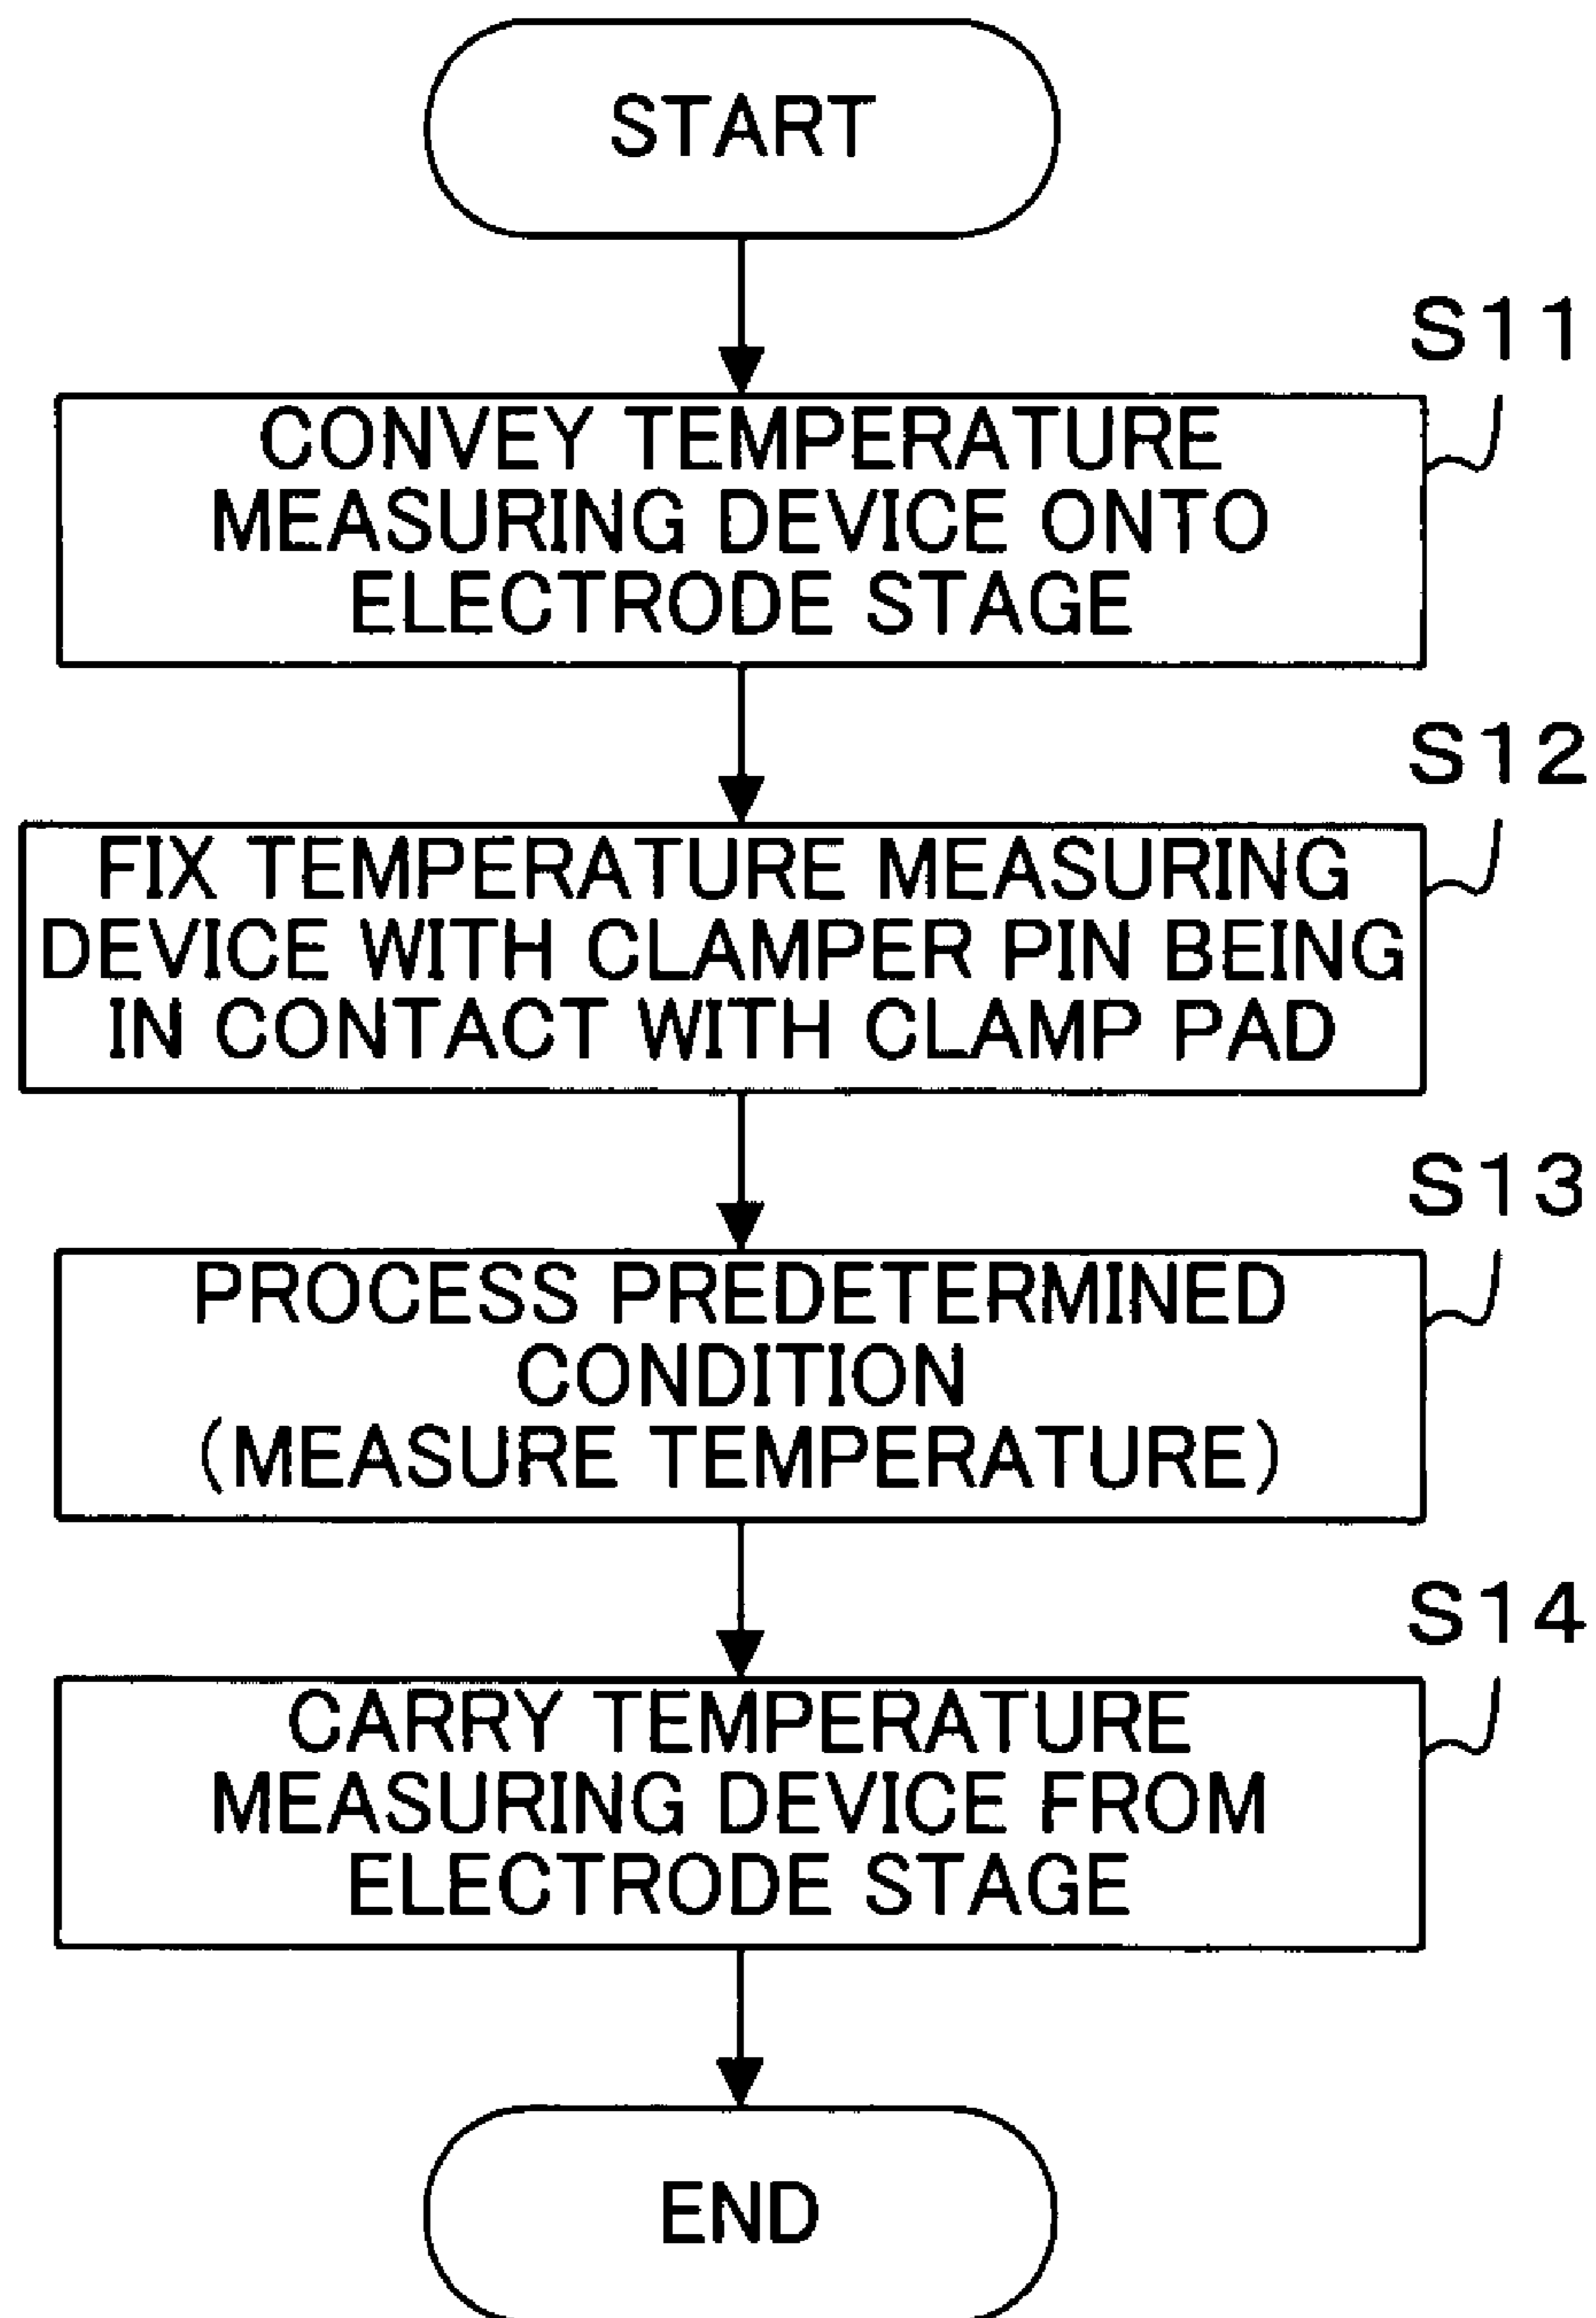 START
S11
CONVEY TEMPERATURE
MEASURING DEVICE ONTO
ELECTRODE STAGE
S12
FIX TEMPERATURE MEASURING
DEVICE WITH CLAMPER PIN BEING
IN CONTACT WITH CLAMP PAD
S13
PROCESS PREDETERMINED
CONDITION
(MEASURE TEMPERATURE)
S14
CARRY TEMPERATURE
MEASURING DEVICE FROM
ELECTRODE STAGE
END